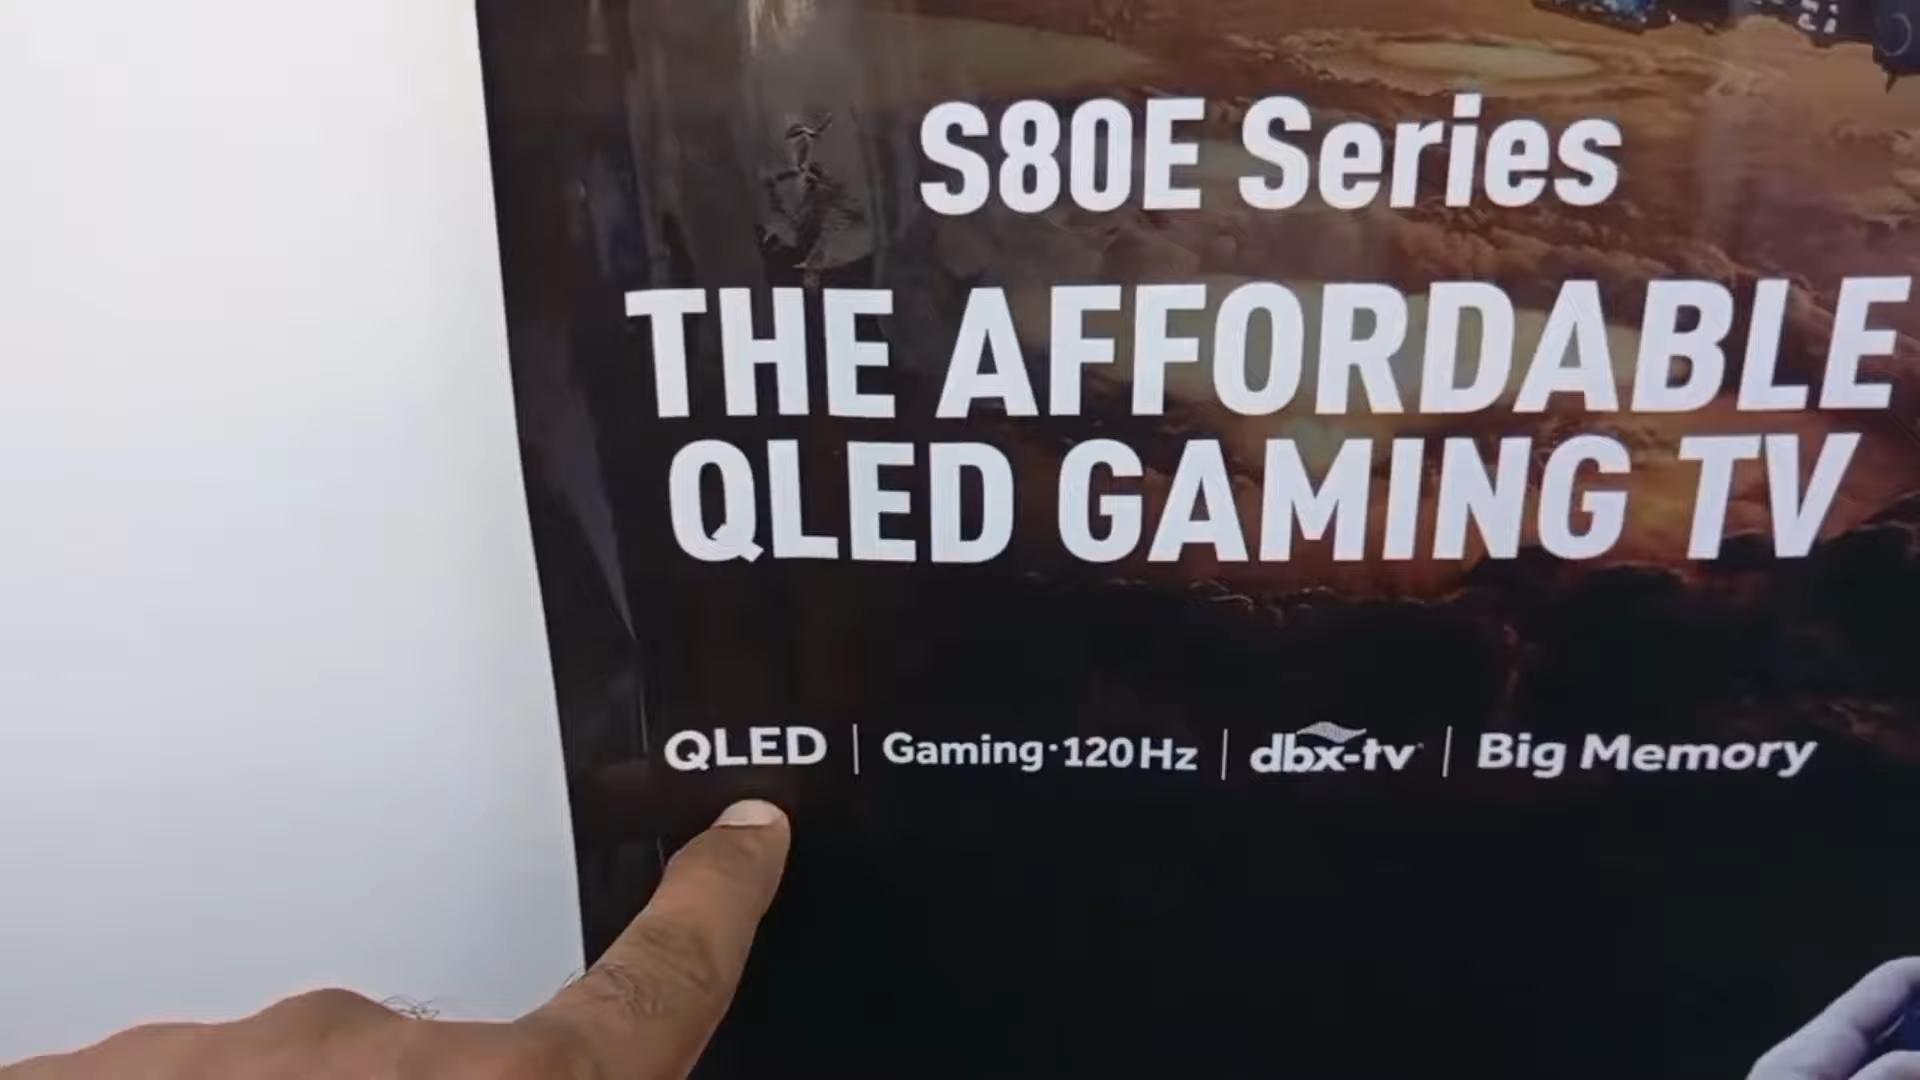 S80E Series
THE AFFORDABLE
QLED GAMING TV
QLED | Gaming·120Hz | dbx-tv | Big Memory